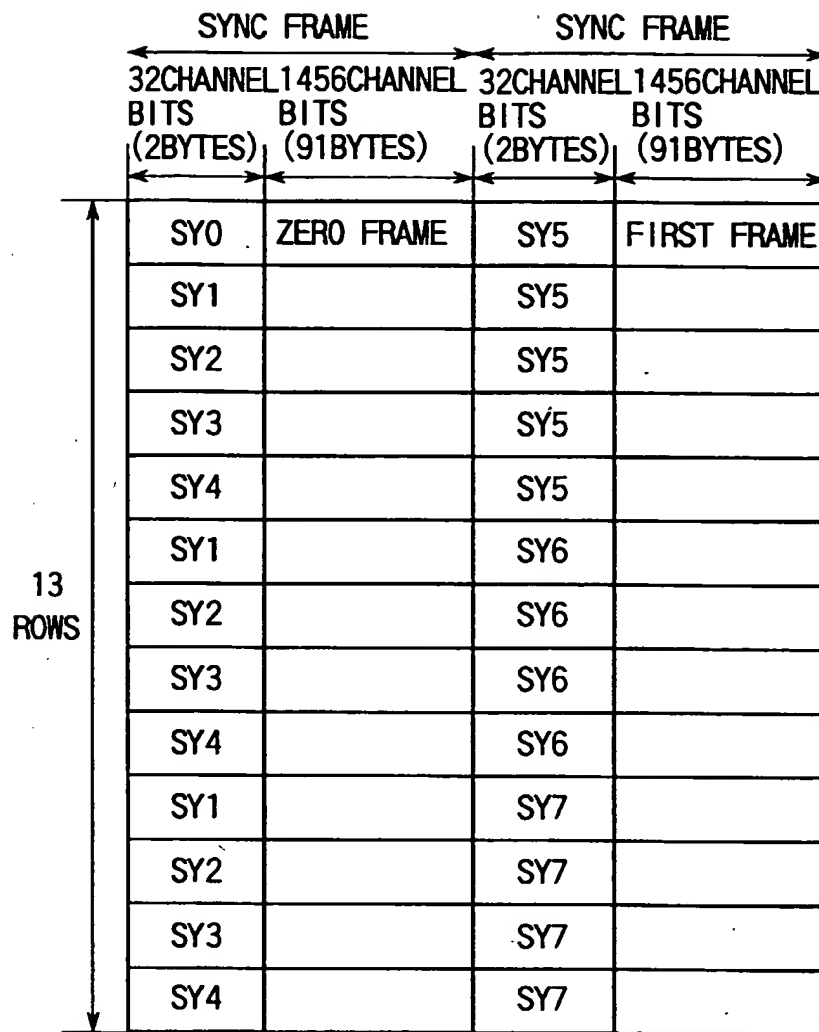 SYNC FRAME SYNC FRAME
32CHANNEL 1456CHANNEL 32CHANNEL 1456CHANNEL
BITS BITS BITS BITS
(2BYTES) (91BYTES) (2BYTES) (91BYTES)
SY0 ZERO FRAME SY5 FIRST FRAME
SY1 SY5
SY2 SY5
SY3 SY5
SY4 SY5
SY1 SY6
13
ROWS
SY2 SY6
SY3 SY6
SY4 SY6
SY1 SY7
SY2 SY7
SY3 SY7
SY4 SY7